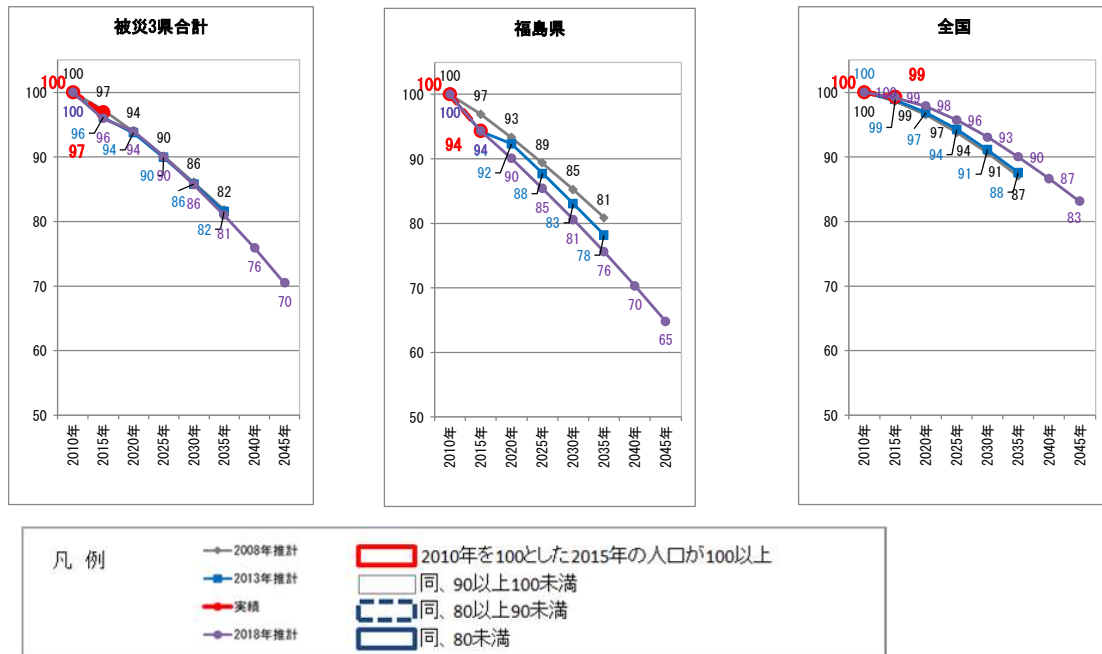 被災3県合計
100
100
97
94
90
86
82
100
90
80
70
60
50
100
96
97
96
94
94
90
90
86
86
82
81
76
70
2010年
2015年
2020年
2025年
2030年
2035年
2040年
2045年
福島県
100
100
97
93
89
85
81
100
90
80
70
60
50
100
94
94
92
90
88
85
83
81
78
76
70
65
2010年
2015年
2020年
2025年
2030年
2035年
2040年
2045年
全国
100
100
99
100
99
98
96
93
90
87
83
100
90
80
70
60
50
100
99
99
97
97
94
94
91
91
88
87
2010年
2015年
2020年
2025年
2030年
2035年
2040年
2045年
凡 例
2008年推計
2013年推計
実績
2018年推計
2010年を100とした2015年の人口が100以上
同、90以上100未満
同、80以上90未満
同、80未満